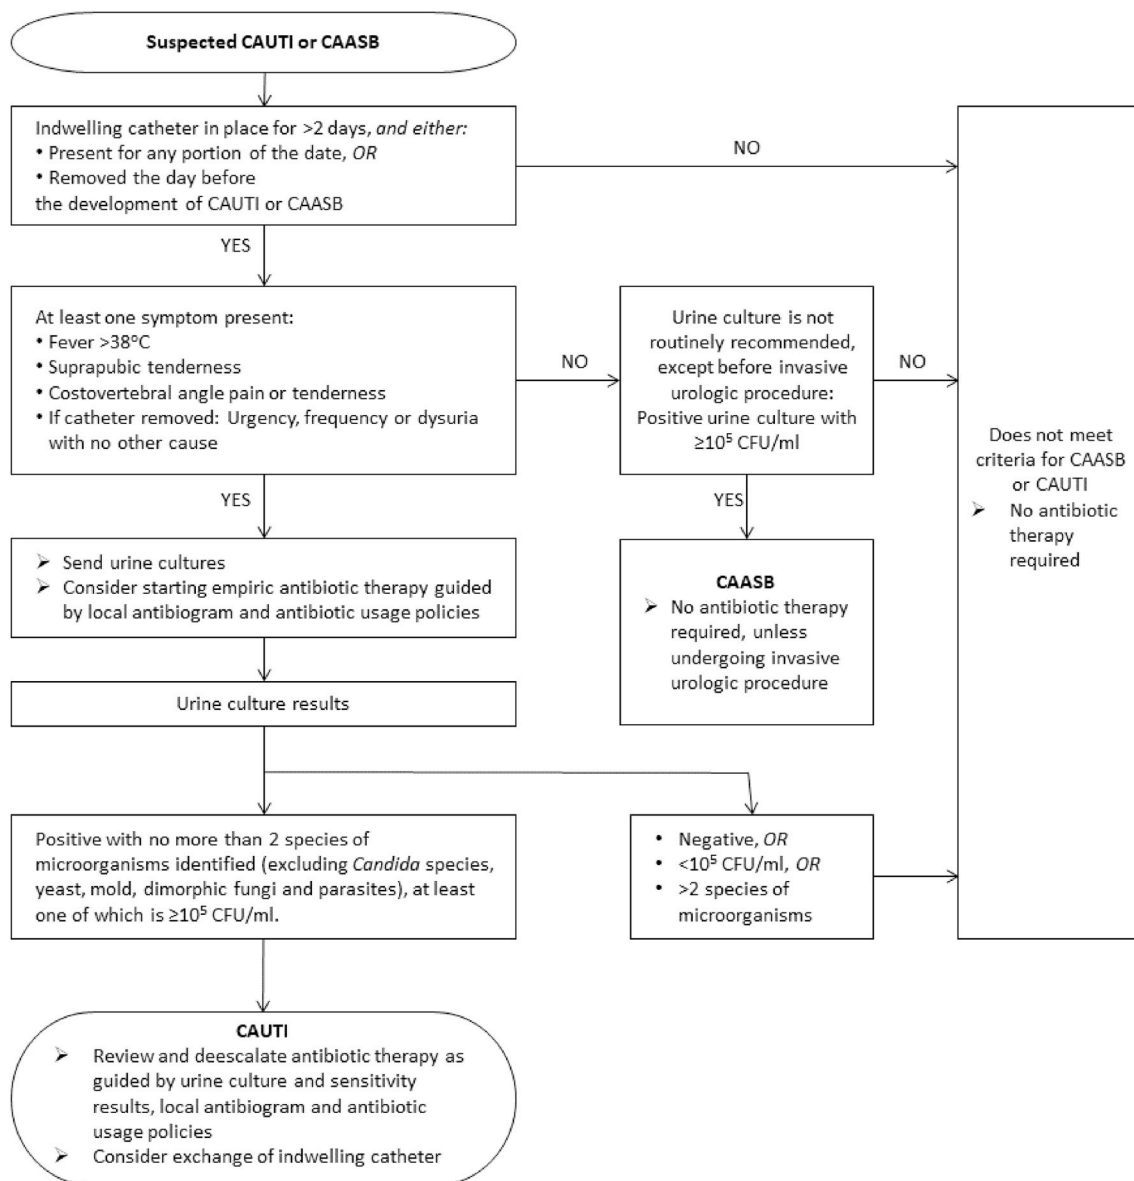 Suspected CAUTI or CAASB
Indwelling catheter in place for >2 days, and either:
• Present for any portion of the date, OR
• Removed the day before
the development of CAUTI or CAASB
NO
YES
At least one symptom present:
• Fever >38°C
• Suprapubic tenderness
• Costovertebral angle pain or tenderness
• If catheter removed: Urgency, frequency or dysuria
with no other cause
NO
Urine culture is not
routinely recommended,
except before invasive
urologic procedure:
Positive urine culture with
≥10⁵ CFU/ml
NO
Does not meet
criteria for CAASB
or CAUTI
➢ No antibiotic
therapy
required
YES
YES
➢ Send urine cultures
➢ Consider starting empiric antibiotic therapy guided
by local antibiogram and antibiotic usage policies
CAASB
➢ No antibiotic therapy
required, unless
undergoing invasive
urologic procedure
Urine culture results
Positive with no more than 2 species of
microorganisms identified (excluding Candida species,
yeast, mold, dimorphic fungi and parasites), at least
one of which is ≥10⁵ CFU/ml.
• Negative, OR
• <10⁵ CFU/ml, OR
• >2 species of
microorganisms
CAUTI
➢ Review and deescalate antibiotic therapy as
guided by urine culture and sensitivity
results, local antibiogram and antibiotic
usage policies
➢ Consider exchange of indwelling catheter